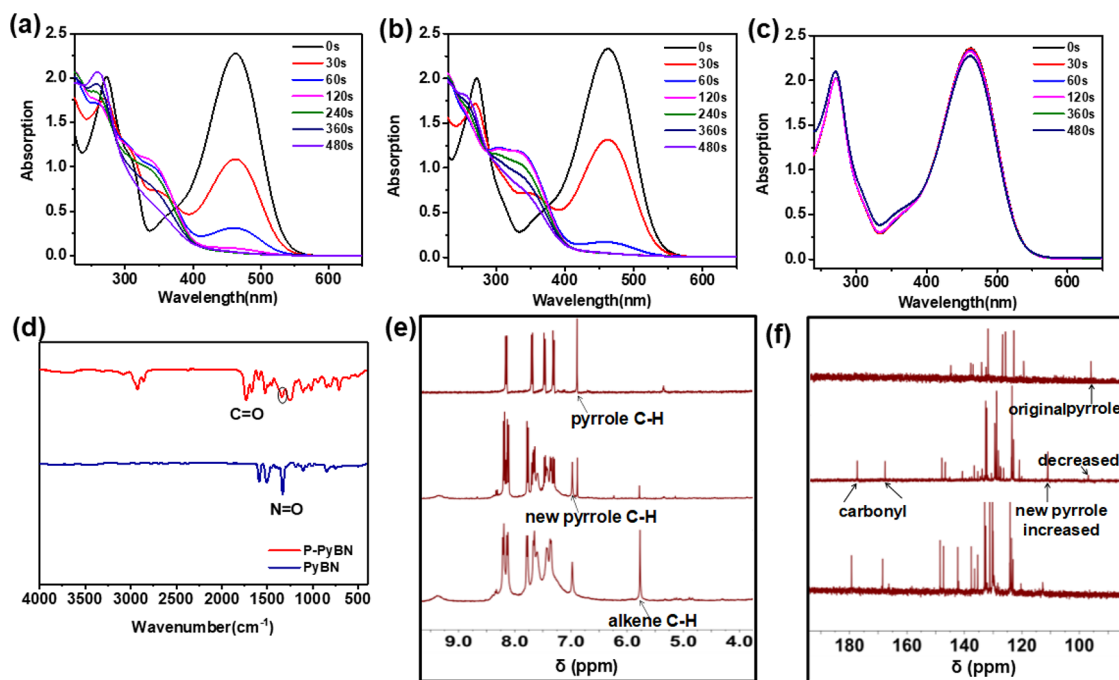 (a)
2.5
2.0
1.5
1.0
0.5
0.0
Absorption
0s
30s
60s
120s
240s
360s
480s
300 400 500 600
Wavelength(nm)
(b)
2.5
2.0
1.5
1.0
0.5
0.0
Absorption
0s
30s
60s
120s
240s
360s
480s
300 400 500 600
Wavelength(nm)
(c)
2.5
2.0
1.5
1.0
0.5
0.0
Absorption
0s
30s
60s
120s
360s
480s
300 400 500 600
Wavelength(nm)
(d)
C=O
N=O
P-PyBN
PyBN
4000 3500 3000 2500 2000 1500 1000 500
Wavenumber(cm⁻¹)
(e)
pyrrole C-H
new pyrrole C-H
alkene C-H
9.0 8.0 7.0 6.0 5.0 4.0
δ (ppm)
(f)
originalpyrrole
decreased
carbonyl
new pyrrole
increased
180 160 140 120 100
δ (ppm)